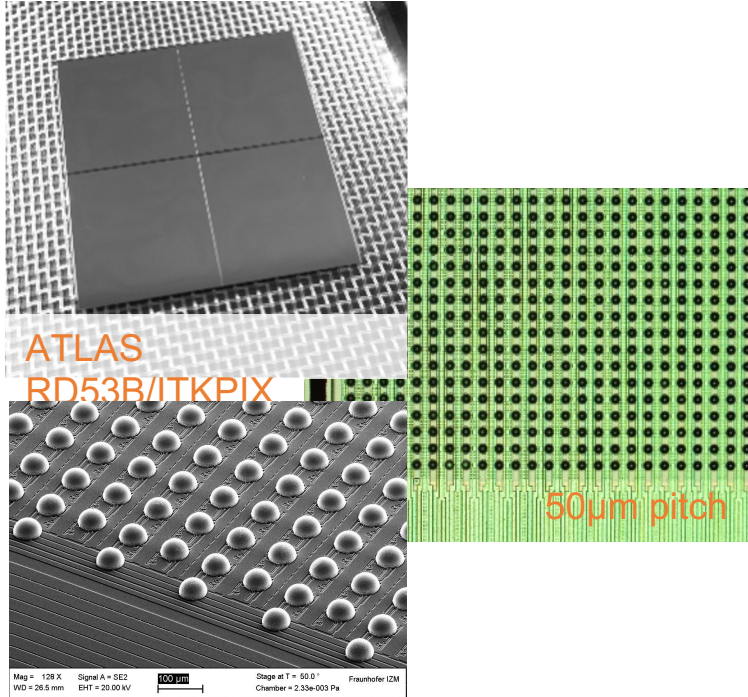 ATLAS
RD53B/ITKPIX
50µm pitch
Mag = 128 X Signal A = SE2 100 µm Stage at T = 50.0 ° Fraunhofer IZM
WD = 26.5 mm EHT = 20.00 kV Chamber = 2.33e-003 Pa